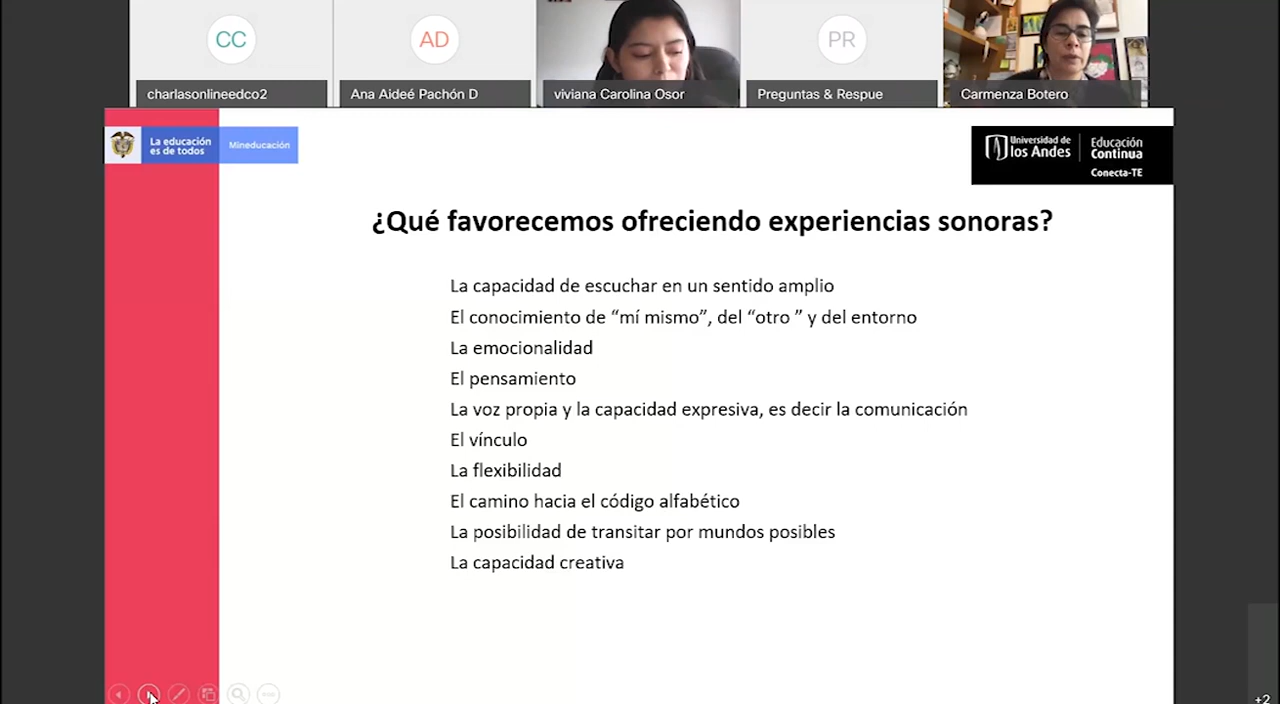 CC
AD
PR
charlasonlineedco2
Ana Aideé Pachón D
viviana Carolina Osor
Preguntas & Respue
Carmenza Botero
La educación
es de todos
Mineducación
Universidad de
los Andes
Educación
Continua
Conecta-TE
¿Qué favorecemos ofreciendo experiencias sonoras?
La capacidad de escuchar en un sentido amplio
El conocimiento de “mí mismo”, del “otro ” y del entorno
La emocionalidad
El pensamiento
La voz propia y la capacidad expresiva, es decir la comunicación
El vínculo
La flexibilidad
El camino hacia el código alfabético
La posibilidad de transitar por mundos posibles
La capacidad creativa
+2